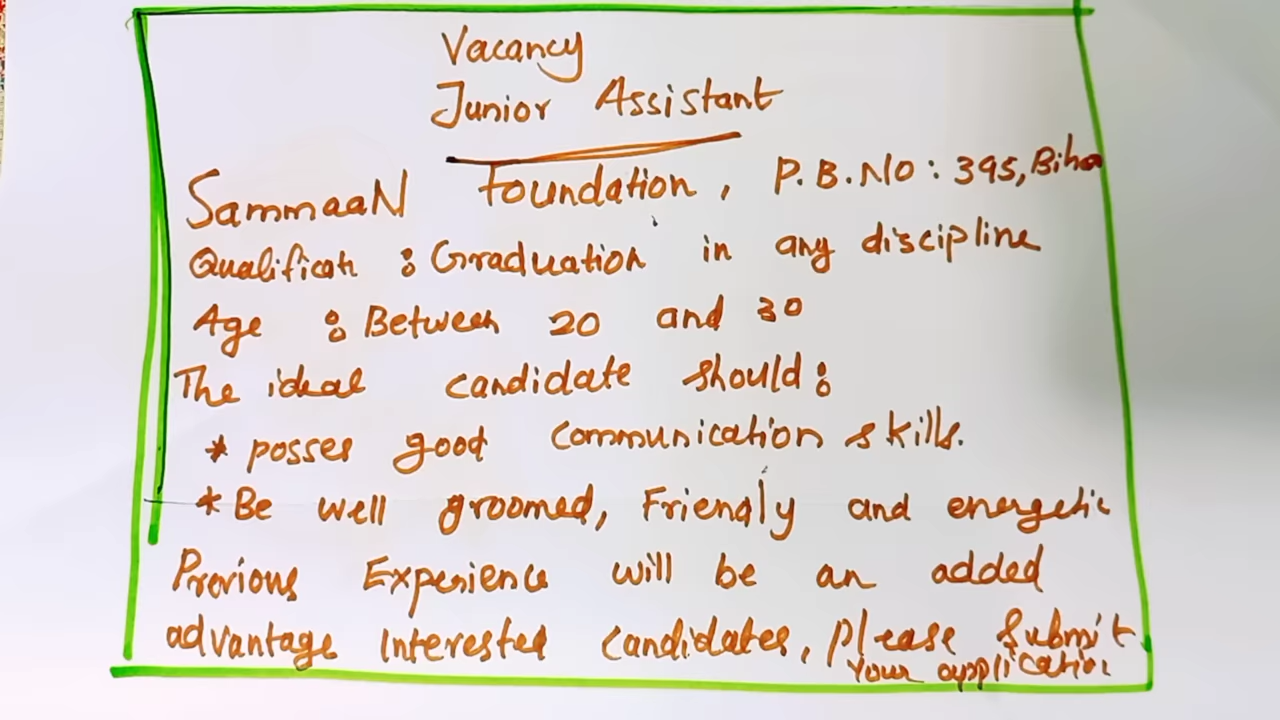 Vacancy
Junior Assistant
SammaaN Foundation, P.B.NO: 395, Bihar
Qualificatn : Graduation in any discipline
Age : Between 20 and 30
The ideal candidate should:
* posses good communication skills.
* Be well groomed, Friendly and energetic
Previous Experience will be an added
advantage Interested candidates, please submit
Your application